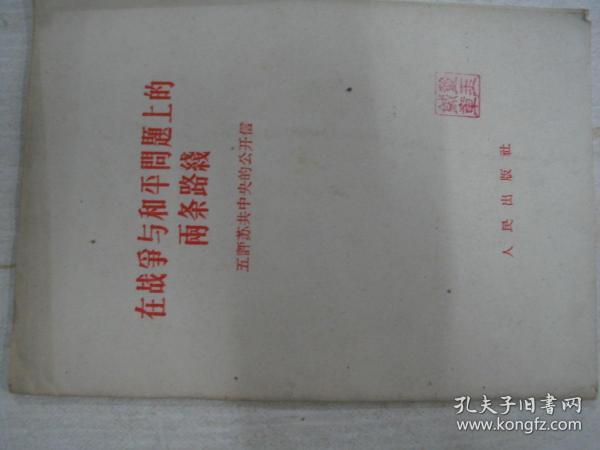 在战爭与和平問題上的
兩条路綫
五評苏共中央的公开信
人民出版社
孔夫子旧书网
www.kongfz.com